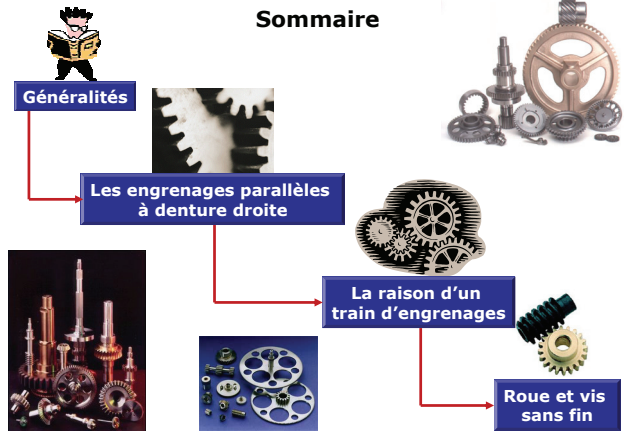 Sommaire
Généralités
Les engrenages parallèles
à denture droite
La raison d’un
train d’engrenages
Roue et vis
sans fin